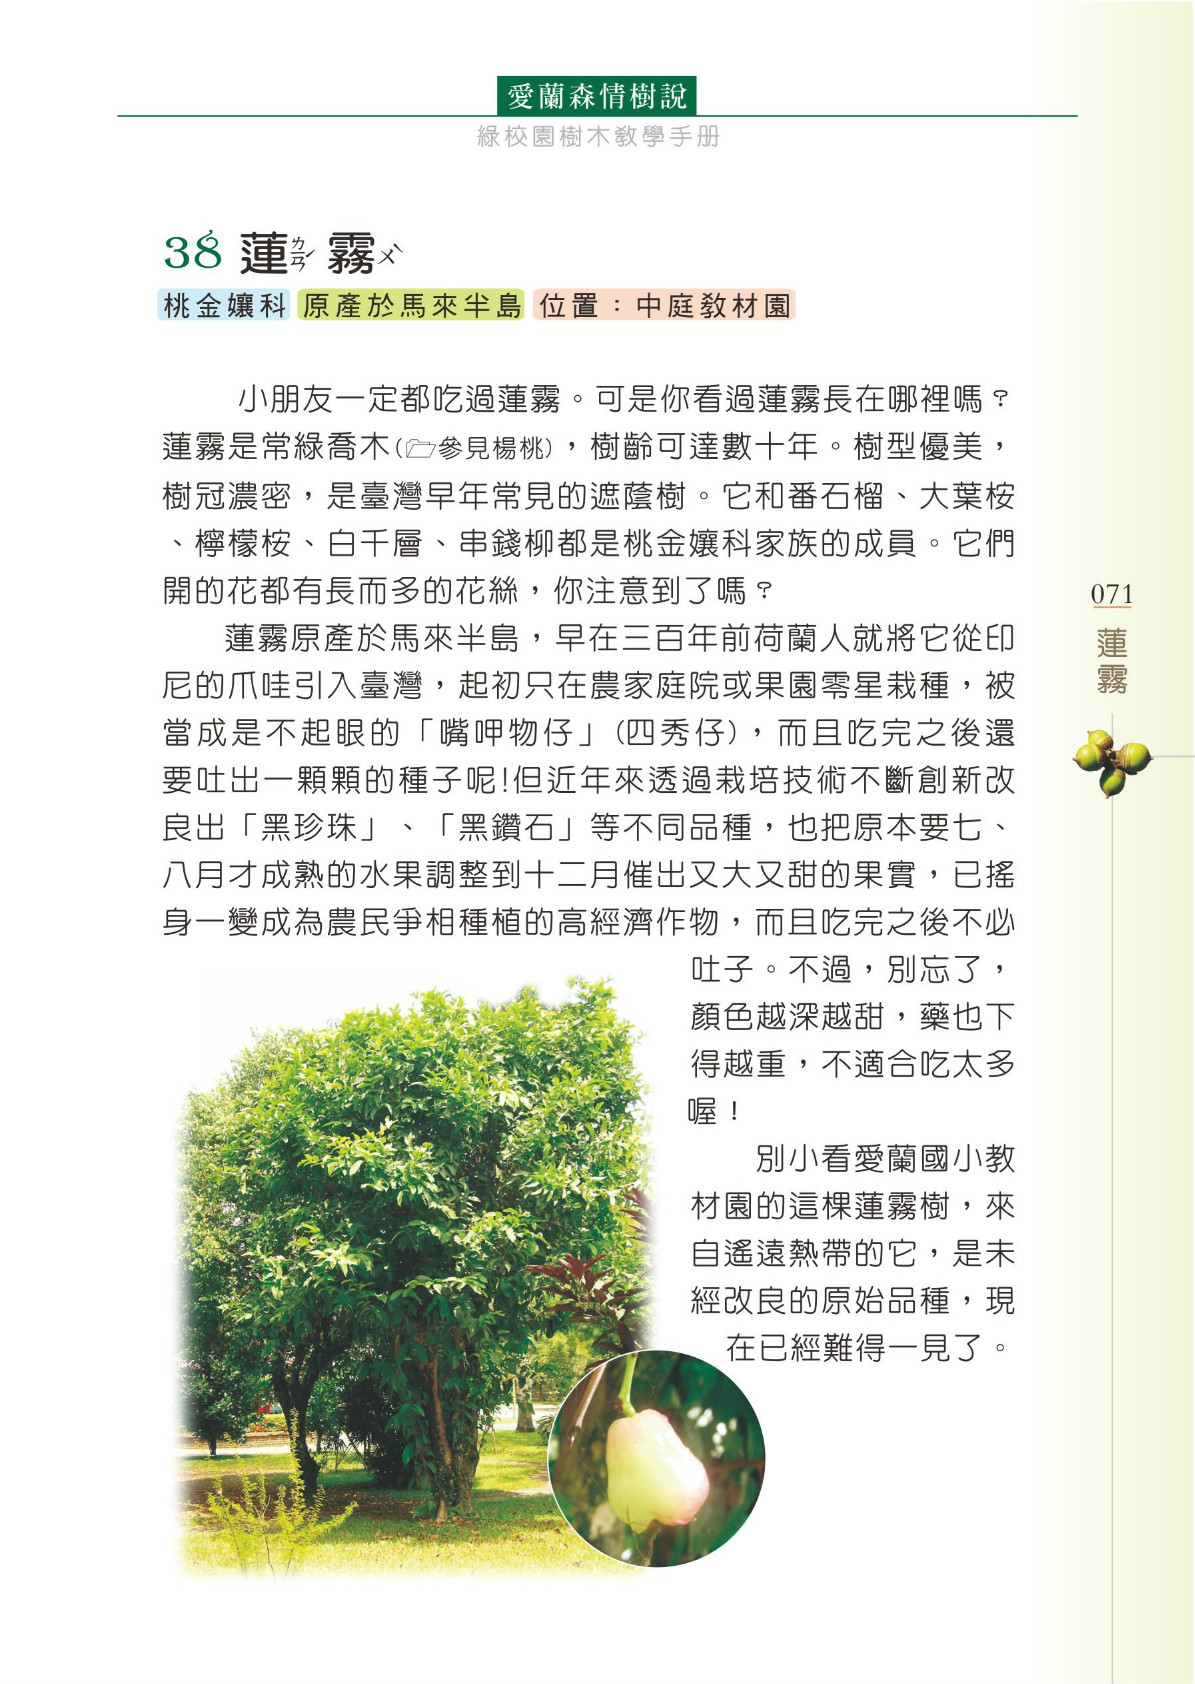 愛蘭森情樹說
綠校園樹木教學手册
38 蓮ㄌㄧㄢˊ 霧ㄨˋ
桃金孃科 原產於馬來半島 位置：中庭教材園
小朋友一定都吃過蓮霧。可是你看過蓮霧長在哪裡嗎？
蓮霧是常綠喬木(參見楊桃)，樹齡可達數十年。樹型優美，
樹冠濃密，是臺灣早年常見的遮蔭樹。它和番石榴、大葉桉
、檸檬桉、白千層、串錢柳都是桃金孃科家族的成員。它們
開的花都有長而多的花絲，你注意到了嗎？
蓮霧原產於馬來半島，早在三百年前荷蘭人就將它從印
尼的爪哇引入臺灣，起初只在農家庭院或果園零星栽種，被
當成是不起眼的「嘴呷物仔」(四秀仔)，而且吃完之後還
要吐出一顆顆的種子呢!但近年來透過栽培技術不斷創新改
良出「黑珍珠」、「黑鑽石」等不同品種，也把原本要七、
八月才成熟的水果調整到十二月催出又大又甜的果實，已搖
身一變成為農民爭相種植的高經濟作物，而且吃完之後不必
吐子。不過，別忘了，
顏色越深越甜，藥也下
得越重，不適合吃太多
喔！
別小看愛蘭國小教
材園的這棵蓮霧樹，來
自遙遠熱帶的它，是未
經改良的原始品種，現
在已經難得一見了。
071
蓮霧